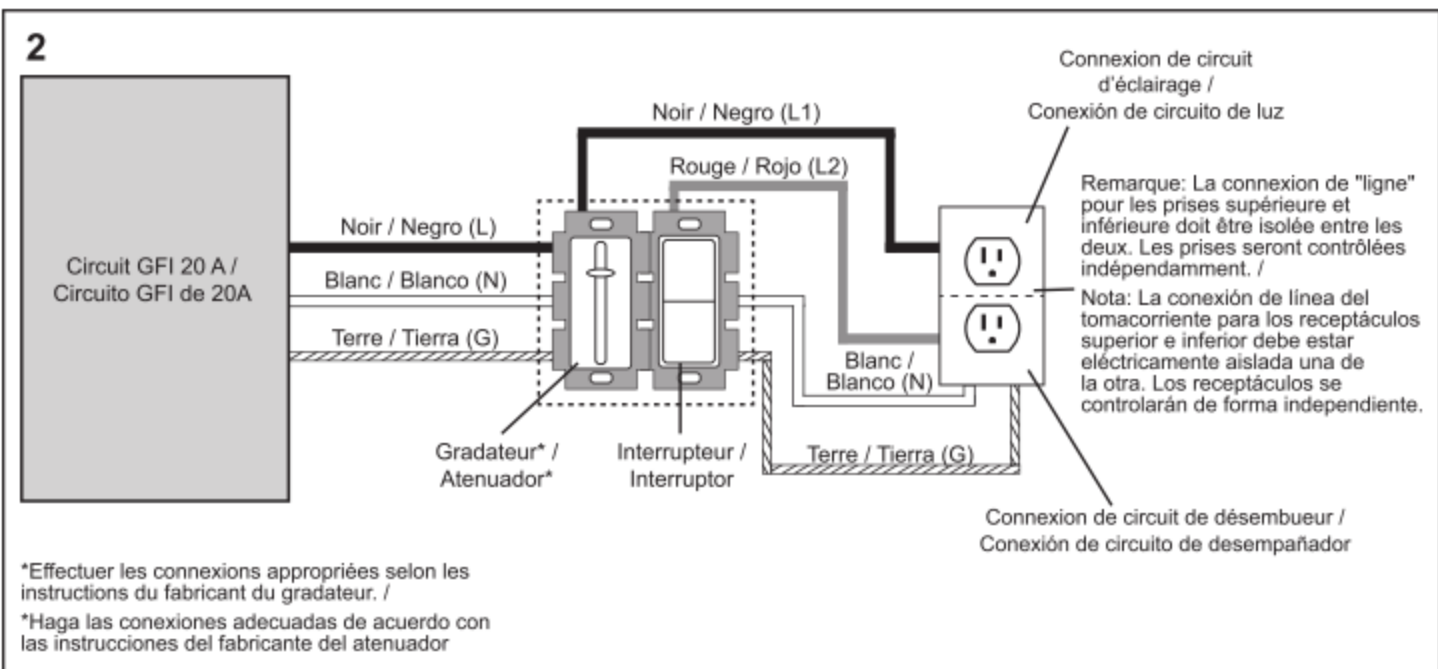 2
Connexion de circuit
d'éclairage /
Conexión de circuito de luz
Noir / Negro (L1)
Rouge / Rojo (L2)
Remarque: La connexion de "ligne"
pour les prises supérieure et
inférieure doit être isolée entre les
deux. Les prises seront contrôlées
indépendamment. /
Nota: La conexión de línea del
tomacorriente para los receptáculos
superior e inferior debe estar
eléctricamente aislada una de
la otra. Los receptáculos se
controlarán de forma independiente.
Noir / Negro (L)
Circuit GFI 20 A /
Circuito GFI de 20A
Blanc / Blanco (N)
Terre / Tierra (G)
Blanc /
Blanco (N)
Gradateur* /
Atenuador*
Interrupteur /
Interruptor
Terre / Tierra (G)
Connexion de circuit de désembueur /
Conexión de circuito de desempañador
*Effectuer les connexions appropriées selon les
instructions du fabricant du gradateur. /
*Haga las conexiones adecuadas de acuerdo con
las instrucciones del fabricante del atenuador